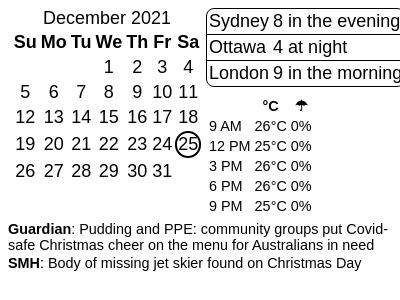 December 2021
Su Mo Tu We Th Fr Sa
1 2 3 4
5 6 7 8 9 10 11
12 13 14 15 16 17 18
19 20 21 22 23 24 25
26 27 28 29 30 31
Sydney 8 in the evening
Ottawa 4 at night
London 9 in the morning
°C ☂
9 AM 26°C 0%
12 PM 25°C 0%
3 PM 26°C 0%
6 PM 26°C 0%
9 PM 25°C 0%
Guardian: Pudding and PPE: community groups put Covid-
safe Christmas cheer on the menu for Australians in need
SMH: Body of missing jet skier found on Christmas Day